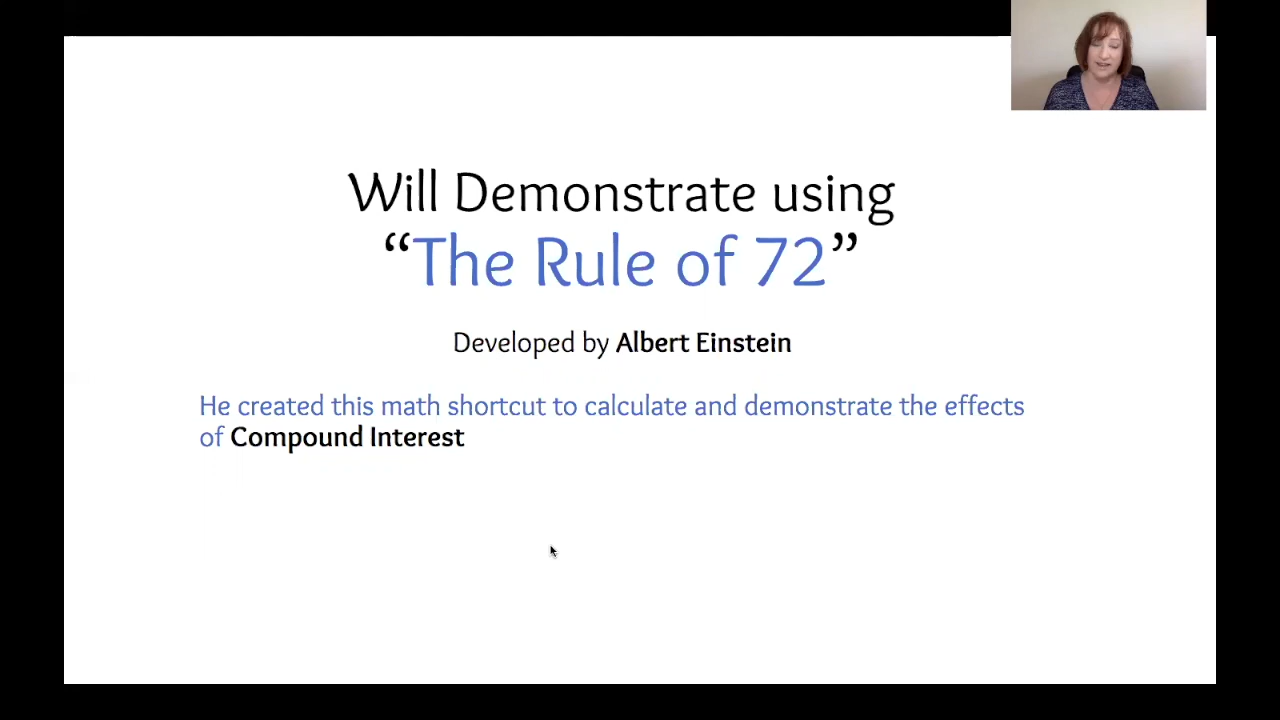 Will Demonstrate using
“The Rule of 72”
Developed by Albert Einstein
He created this math shortcut to calculate and demonstrate the effects
of Compound Interest